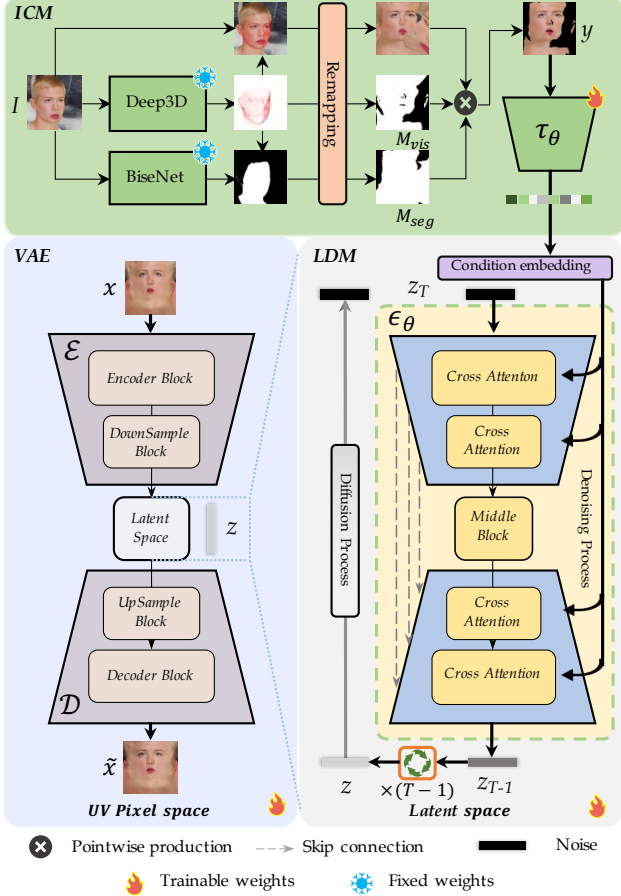 ICM
I
Deep3D
BiseNet
Remapping
M_vis
M_seg
y
τ_θ
VAE
x
ℰ
Encoder Block
DownSample
Block
Latent
Space
z
UpSample
Block
Decoder Block
𝒟
x̃
UV Pixel space
LDM
Condition embedding
z_T
ϵ_θ
Cross Attenton
Cross
Attention
Middle
Block
Cross
Attention
Cross Attention
Diffusion Process
Denoising Process
z
×(T − 1)
z_{T-1}
Latent space
Pointwise production
Skip connection
Noise
Trainable weights
Fixed weights